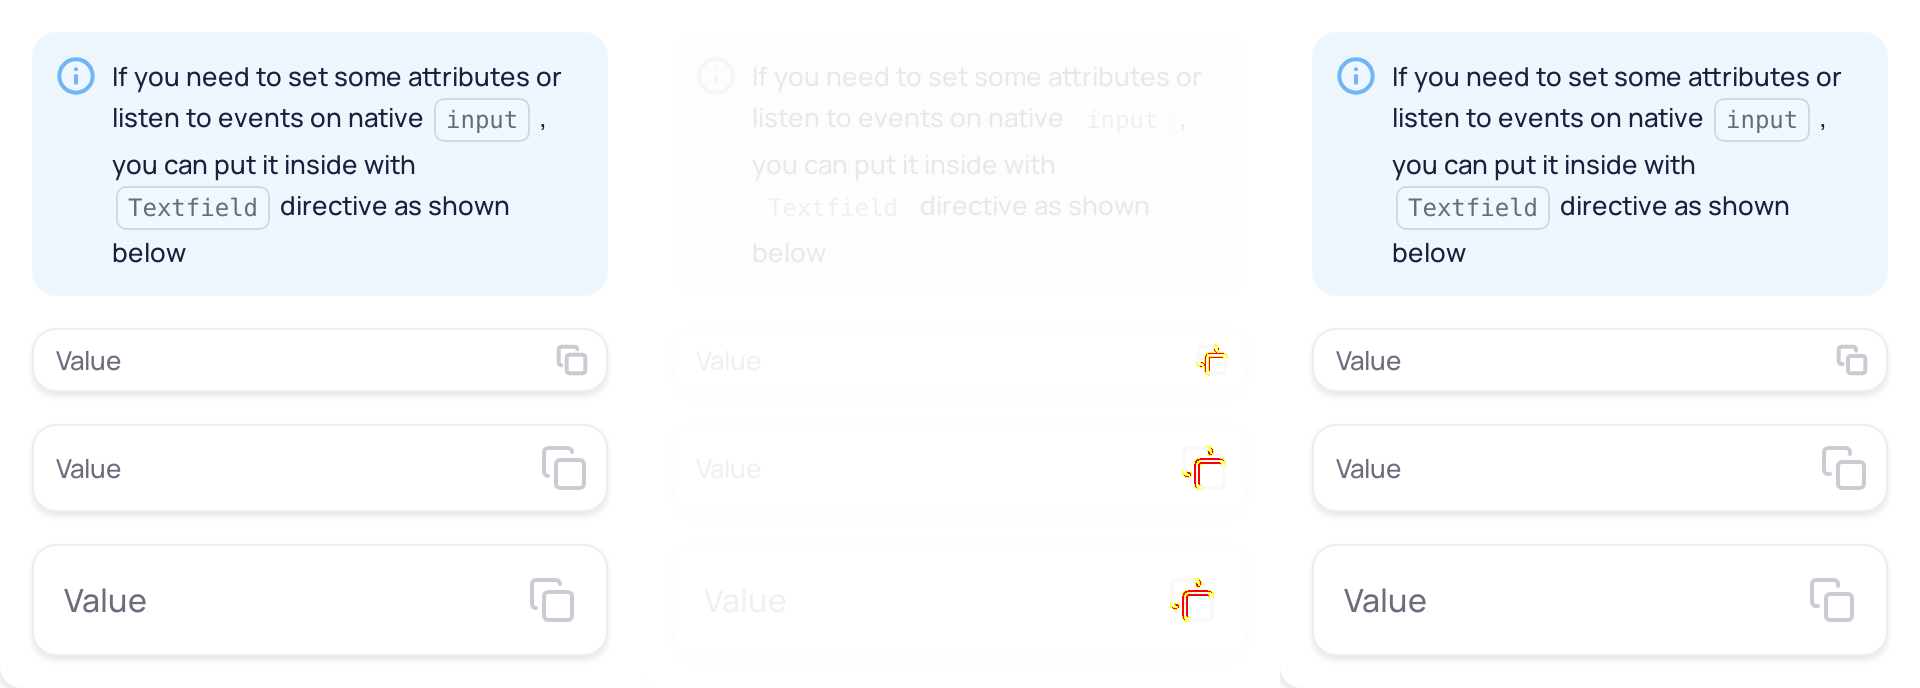 If you need to set some attributes or
listen to events on native input ,
you can put it inside with
Textfield directive as shown
below
Value
Value
Value
If you need to set some attributes or
listen to events on native input ,
you can put it inside with
Textfield directive as shown
below
Value
Value
Value
If you need to set some attributes or
listen to events on native input ,
you can put it inside with
Textfield directive as shown
below
Value
Value
Value